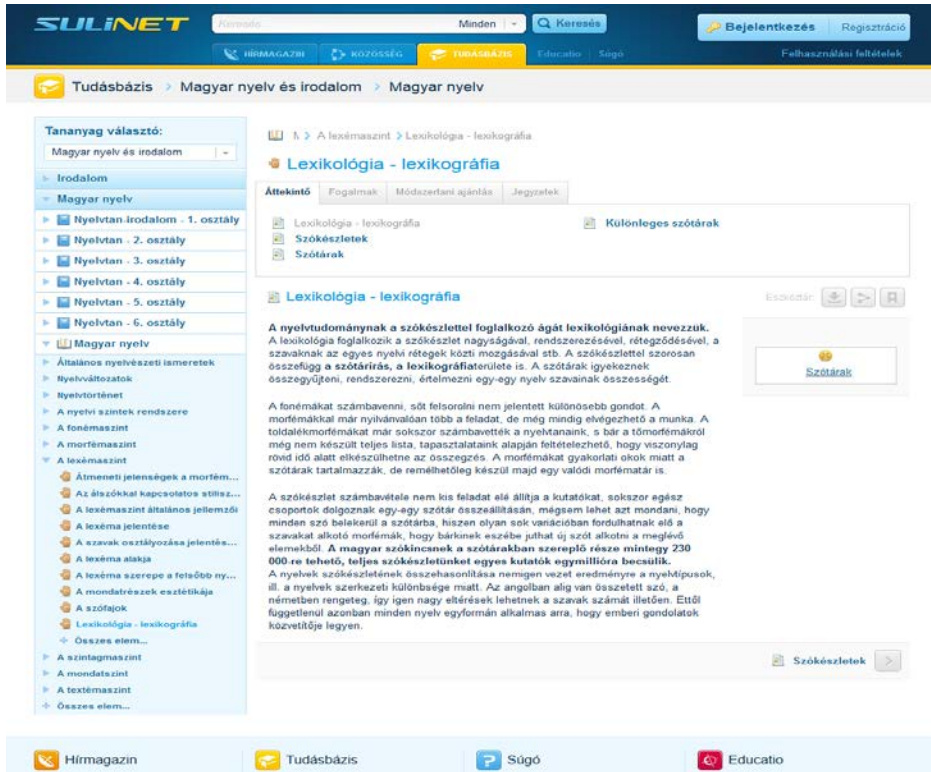 SULINET
Keresés
Minden
Keresés
Bejelentkezés
Regisztráció
HÍRMAGAZIN
KÖZÖSSÉG
TUDÁSBÁZIS
Educatio
Súgó
Felhasználási feltételek
Tudásbázis > Magyar nyelv és irodalom > Magyar nyelv
Tananyag választó:
Magyar nyelv és irodalom
Irodalom
Magyar nyelv
Nyelvtan-irodalom - 1. osztály
Nyelvtan - 2. osztály
Nyelvtan - 3. osztály
Nyelvtan - 4. osztály
Nyelvtan - 5. osztály
Nyelvtan - 6. osztály
Magyar nyelv
Általános nyelvészeti ismeretek
Nyelvváltozatok
Nyelvtörténet
A nyelvi szintek rendszere
A fonémaszint
A morfémaszint
A lexémaszint
Átmeneti jelenségek a morfém...
Az álszókkal kapcsolatos stilisz...
A lexémaszint általános jellemzői
A lexéma jelentése
A szavak osztályozása jelentés...
A lexéma alakja
A lexéma szerepe a felsőbb ny...
A mondatrészek esztétikája
A szófajok
Lexikológia - lexikográfia
Összes elem...
A szintagmaszint
A mondatszint
A textémaszint
Összes elem...
> A lexémaszint > Lexikológia - lexikográfia
Lexikológia - lexikográfia
Áttekintő
Fogalmak
Módszertani ajánlás
Jegyzetek
Lexikológia - lexikográfia
Szókészletek
Szótárak
Különleges szótárak
Lexikológia - lexikográfia
Eszköztár:
A nyelvtudománynak a szókészlettel foglalkozó ágát lexikológiának nevezzük.
A lexikológia foglalkozik a szókészlet nagyságával, rendszerezésével, rétegződésével, a
szavaknak az egyes nyelvi rétegek közti mozgásával stb. A szókészlettel szorosan
összefügg a szótárírás, a lexikográfiaterülete is. A szótárak igyekeznek
összegyűjteni, rendszerezni, értelmezni egy-egy nyelv szavainak összességét.
A fonémákat számbavenni, sőt felsorolni nem jelentett különösebb gondot. A
morfémákkal már nyilvánvalóan több a feladat, de még mindig elvégezhető a munka. A
toldalékmorfémákat már sokszor számbavették a nyelvtanaink, s bár a tőmorfémákról
még nem készült teljes lista, tapasztalataink alapján feltételezhető, hogy viszonylag
rövid idő alatt elkészülhetne az összegzés. A morfémákat gyakorlati okok miatt a
szótárak tartalmazzák, de remélhetőleg készül majd egy valódi morfématár is.
A szókészlet számbavétele nem kis feladat elé állítja a kutatókat, sokszor egész
csoportok dolgoznak egy-egy szótár összeállításán, mégsem lehet azt mondani, hogy
minden szó belekerül a szótárba, hiszen olyan sok variációban fordulhatnak elő a
szavakat alkotó morfémák, hogy bárkinek eszébe juthat új szót alkotni a meglévő
elemekből. A magyar szókincsnek a szótárakban szereplő része mintegy 230
000-re tehető, teljes szókészletünket egyes kutatók egymillióra becsülik.
A nyelvek szókészletének összehasonlítása nemigen vezet eredményre a nyelvtípusok,
ill. a nyelvek szerkezeti különbsége miatt. Az angolban alig van összetett szó, a
németben rengeteg, így igen nagy eltérések lehetnek a szavak számát illetően. Ettől
függetlenül azonban minden nyelv egyformán alkalmas arra, hogy emberi gondolatok
közvetítője legyen.
Szótárak
Szókészletek
Hírmagazin
Tudásbázis
Súgó
Educatio